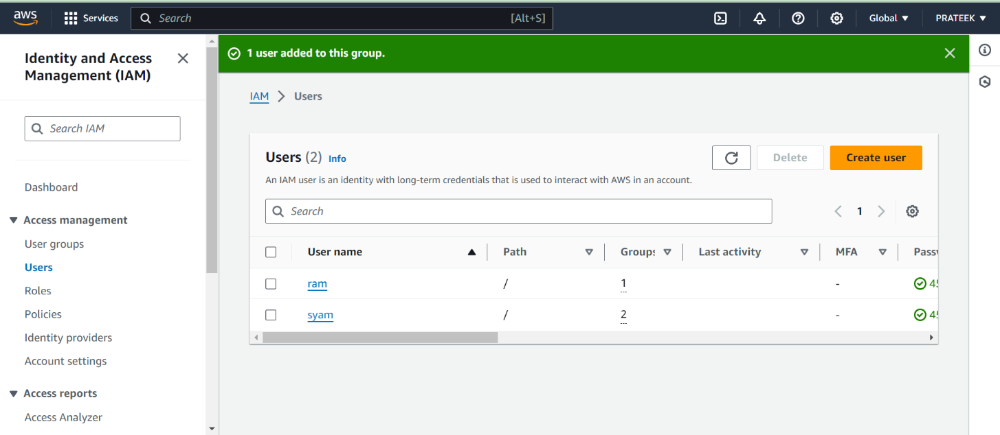 aws Services Search [Alt+S] Global PRATEEK
Identity and Access
Management (IAM)
Search IAM
Dashboard
Access management
User groups
Users
Roles
Policies
Identity providers
Account settings
Access reports
Access Analyzer
1 user added to this group.
IAM > Users
Users (2) Info
Delete
Create user
An IAM user is an identity with long-term credentials that is used to interact with AWS in an account.
Search
1
User name Path Groups Last activity MFA
ram / 1 -
syam / 2 -